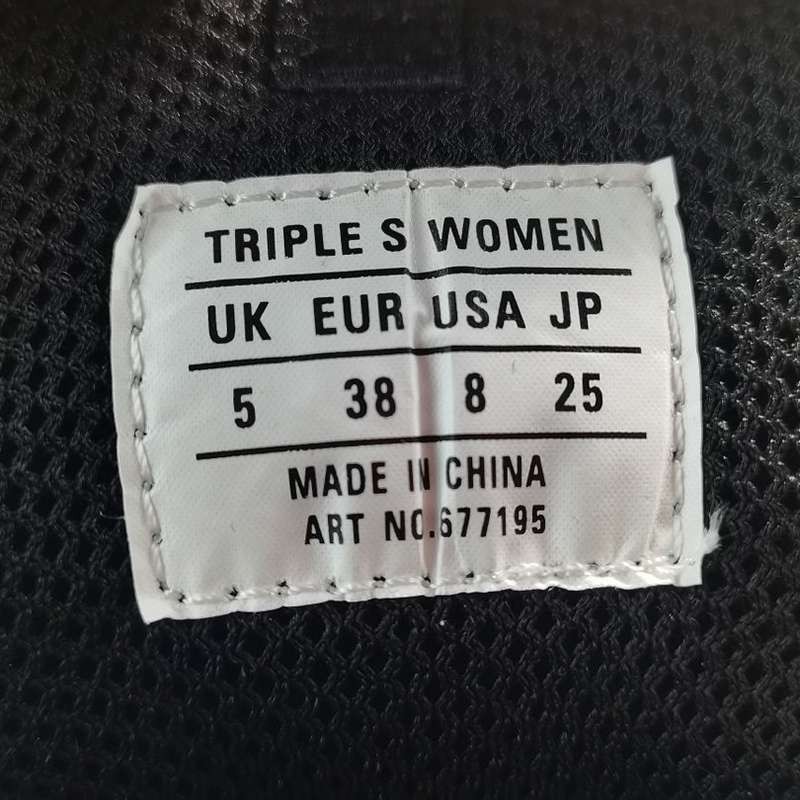 TRIPLE S WOMEN
UK EUR USA JP
5 38 8 25
MADE IN CHINA
ART NO.677195